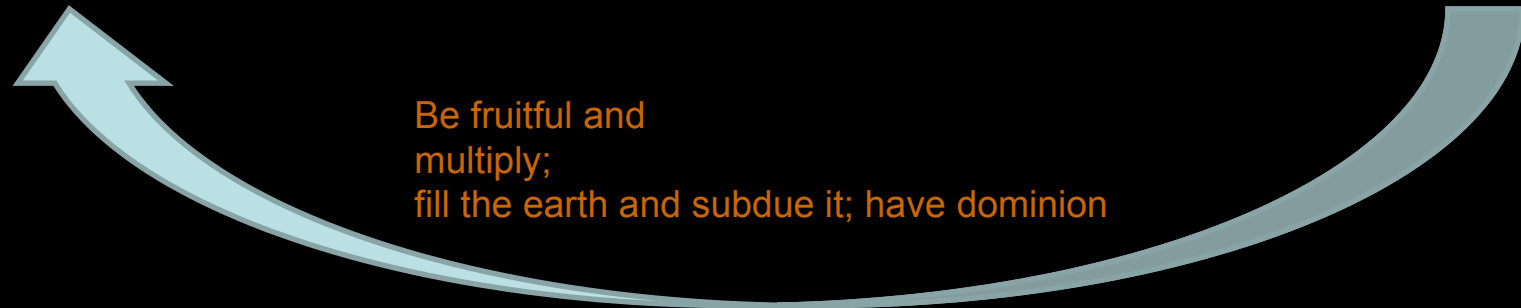 Be fruitful and
multiply;
fill the earth and subdue it; have dominion